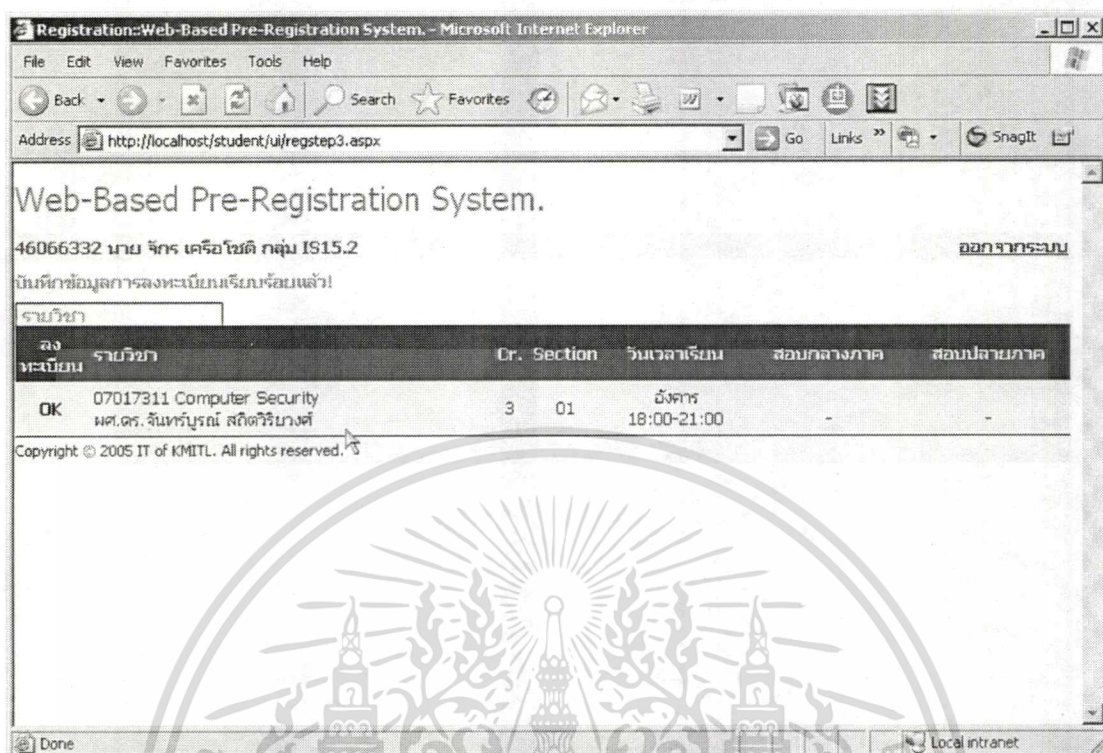 Registration::Web-Based Pre-Registration System. - Microsoft Internet Explorer
File Edit View Favorites Tools Help
Back Search Favorites
Address http://localhost/student/ui/regstep3.aspx Go Links » SnagIt
Web-Based Pre-Registration System.
46066332 นาย จักร เครือโชติ กลุ่ม IS15.2 ออกจากระบบ
บันทึกข้อมูลการลงทะเบียนเรียบร้อยแล้ว!
รายวิชา
ลงทะเบียน รายวิชา Cr. Section วันเวลาเรียน สอบกลางภาค สอบปลายภาค
OK 07017311 Computer Security 3 01 อังคาร - -
ผศ.ดร.จันทร์บูรณ์ สถิตวิริยวงศ์ 18:00-21:00
Copyright © 2005 IT of KMITL. All rights reserved.
Done Local intranet